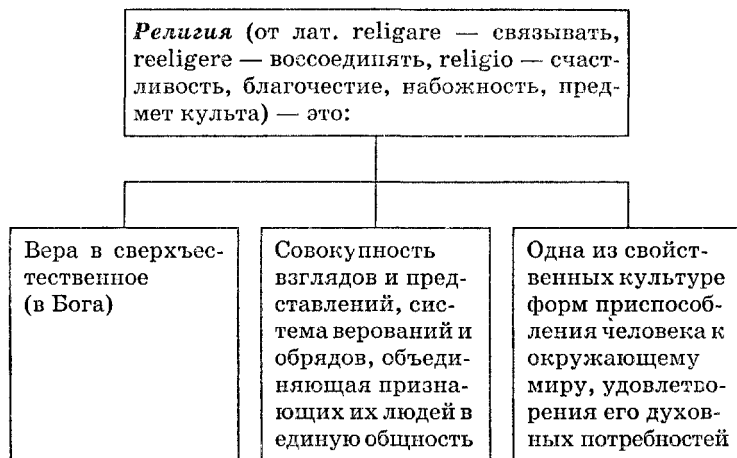 Религия (от лат. religare — связывать,
reeligere — воссоединять, religio — счаст-
ливость, благочестие, набожность, пред-
мет культа) — это:
Вера в сверхъес-
тественное
(в Бога)
Совокупность
взглядов и пред-
ставлений, сис-
тема верований и
обрядов, объеди-
няющая призна-
ющих их людей в
единую общность
Одна из свойст-
венных культуре
форм приспособ-
ления человека к
окружающему
миру, удовлетво-
рения его духов-
ных потребностей